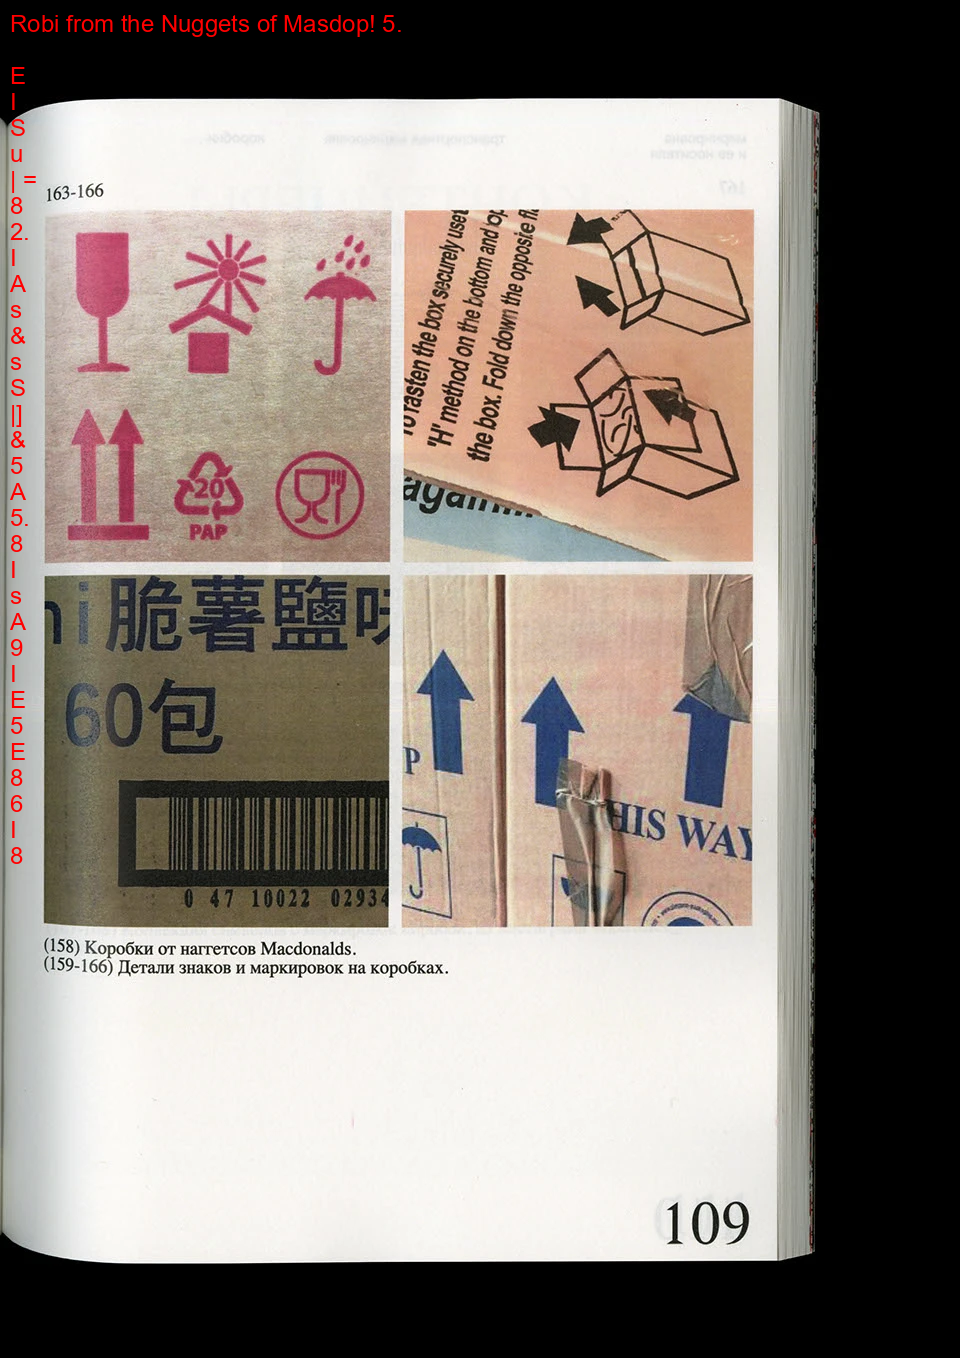 Robi from the Nuggets of Masdop! 5.
E
I
S
u
| =
8
2.
I
A
s
&
s
S
|]
&
5
A
5.
8
I
s
A
9
I
E
5
E
8
6
I
8
163-166
20
PAP
To fasten the box securely use
'H' method on the bottom and
the box. Fold down the opposite
again
ni脆薯鹽味
60包
0 47 10022 02934
P
THIS WAY
(158) Коробки от наггетсов Macdonalds.
(159-166) Детали знаков и маркировок на коробках.
109